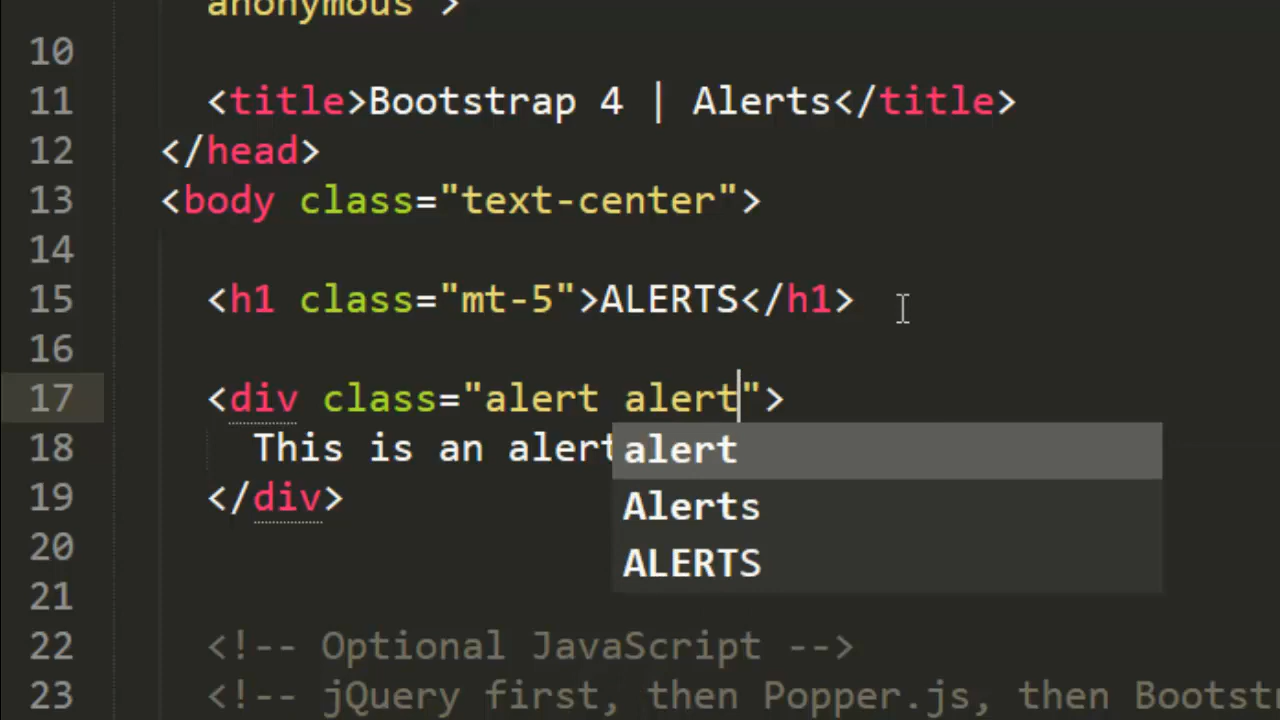 anonymous">
10
11 <title>Bootstrap 4 | Alerts</title>
12 </head>
13 <body class="text-center">
14
15 <h1 class="mt-5">ALERTS</h1>
16
17 <div class="alert alert">
18 This is an alert
alert
Alerts
ALERTS
19 </div>
20
21
22 <!-- Optional JavaScript -->
23 <!-- jQuery first, then Popper.js, then Bootst